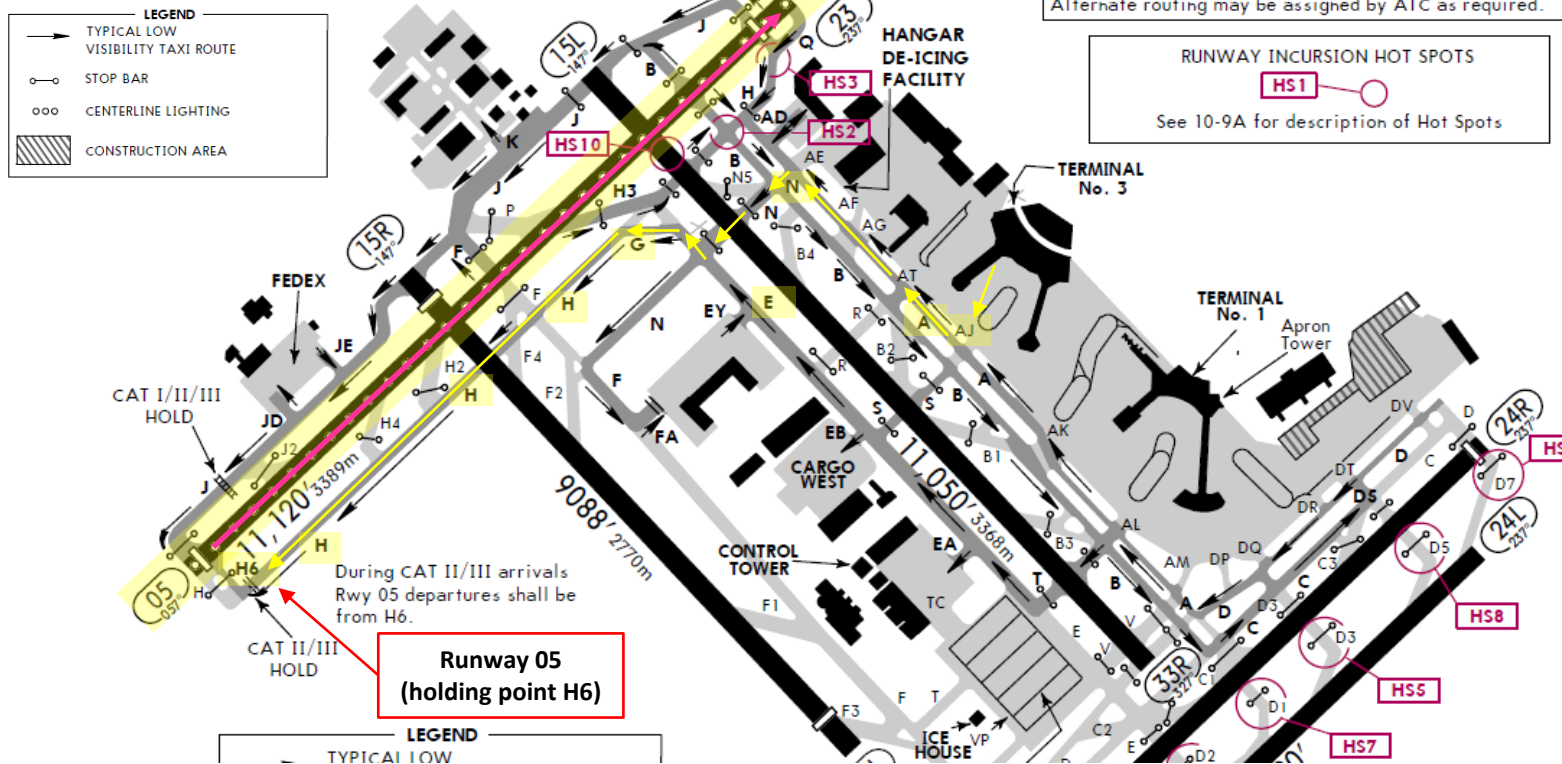 LEGEND
TYPICAL LOW
VISIBILITY TAXI ROUTE
STOP BAR
CENTERLINE LIGHTING
CONSTRUCTION AREA
Alternate routing may be assigned by ATC as required.
RUNWAY INCURSION HOT SPOTS
HS1
See 10-9A for description of Hot Spots
23
237°
15L
147°
J
Q
B
HS3
HANGAR
DE-ICING
FACILITY
H
AD
HS2
J
K
HS10
B
AE
N5
J
H3
N
N
AF
AG
TERMINAL
No. 3
P
15R
147°
F
G
B4
B
AT
FEDEX
F
H
E
EY
R
A
AJ
TERMINAL
No. 1
Apron
Tower
JE
N
F4
H2
B2
R
A
CAT I/II/III
HOLD
H
F2
F
S
S
B
JD
H4
FA
EB
AK
DV
D
24R
237°
J2
CARGO
WEST
B1
C
HS
J
11,120' 3389m
9088' 2770m
11,050' 3368m
DT
D
D7
DS
DR
24L
237°
H
H6
CONTROL
TOWER
EA
B3
AL
DQ
DP
C3
D5
AM
05
057°
H
During CAT II/III arrivals
Rwy 05 departures shall be
from H6.
T
B
A
D
C
D3
HS8
CAT II/III
HOLD
F1
TC
E
V
V
C
D3
Runway 05
(holding point H6)
33R
327°
C1
HS5
F
T
F3
D1
ICE
HOUSE
VP
C2
E
HS7
D2
LEGEND
TYPICAL LOW